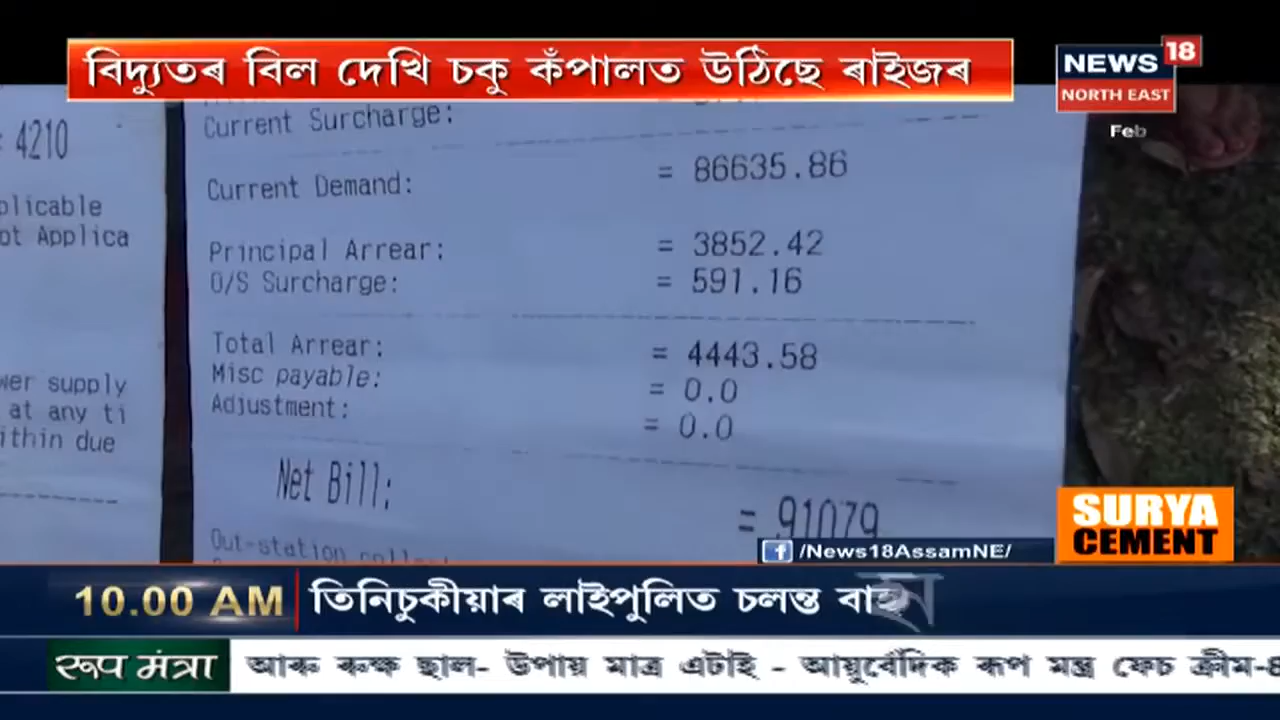 বিদ্যুতৰ বিল দেখি চকু কঁপালত উঠিছে ৰাইজৰ
NEWS 18
NORTH EAST
Feb
4210
Current Surcharge:
Current Demand: = 86635.86
plicable
ot Applica
Principal Arrear: = 3852.42
O/S Surcharge: = 591.16
Total Arrear: = 4443.58
Misc payable: = 0.0
Adjustment: = 0.0
wer supply
at any ti
ithin due
Net Bill: = 91079
Out-station
/News18AssamNE/
SURYA
CEMENT
10.00 AM তিনিচুকীয়াৰ লাইপুলিত চলন্ত
ৰূপ মংত্ৰা আৰু ৰুক্ষ ছাল- উপায় মাত্ৰ এটাই - আয়ুৰ্বেদিক ৰূপ মন্ত্ৰ ফেচ ক্ৰীম-